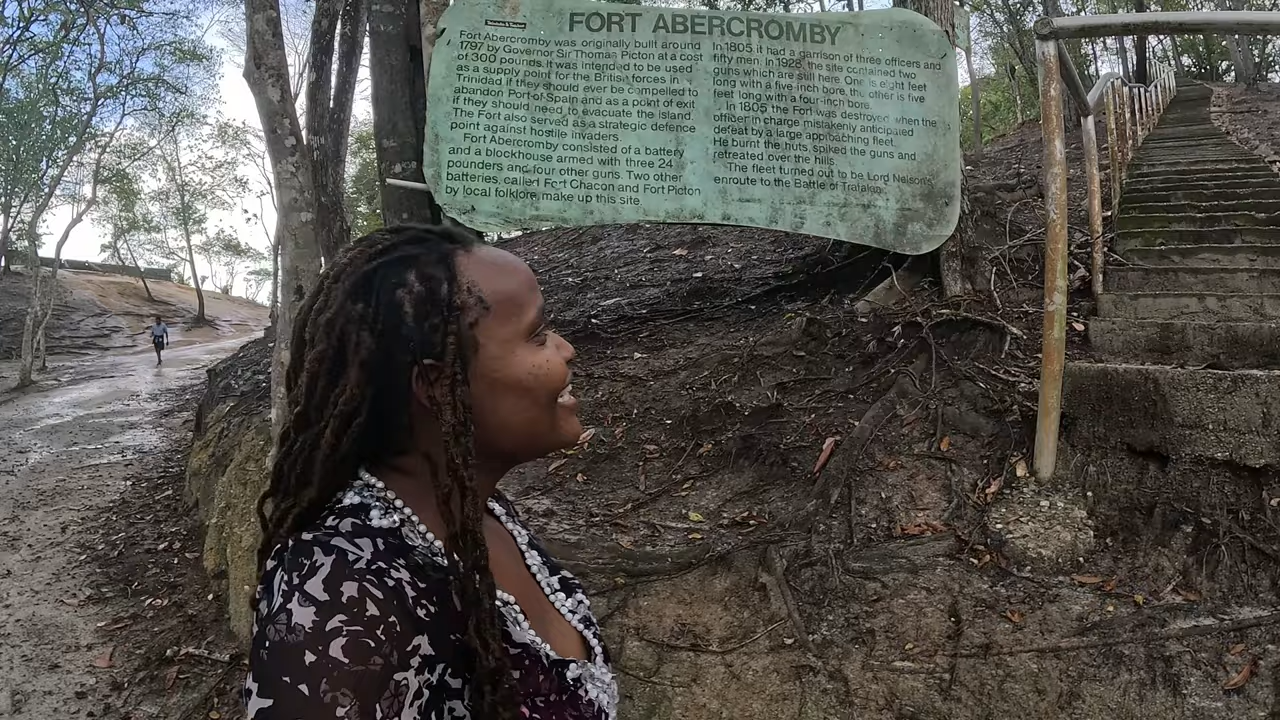 FORT ABERCROMBY
Fort Abercromby was originally built around
1797 by Governor Sir Thomas Picton at a cost
of 300 pounds. It was intended to be used
as a supply point for the British forces in
Trinidad if they should ever be compelled to
abandon Port of Spain and as a point of exit
if they should need to evacuate the island.
The Fort also served as a strategic defence
point against hostile invaders.
Fort Abercromby consisted of a battery
and a blockhouse armed with three 24
pounders and four other guns. Two other
batteries, called Fort Chacon and Fort Picton
by local folklore, make up this site.
In 1805 it had a garrison of three officers and
fifty men. In 1928, the site contained two
guns which are still here. One is eight feet
long with a five-inch bore, the other is five
feet long with a four-inch bore.
In 1805 the Fort was destroyed when the
officer in charge mistakenly anticipated
defeat by a large approaching fleet.
He burnt the huts, spiked the guns and
retreated over the hills.
The fleet turned out to be Lord Nelson's
enroute to the Battle of Trafalgar.